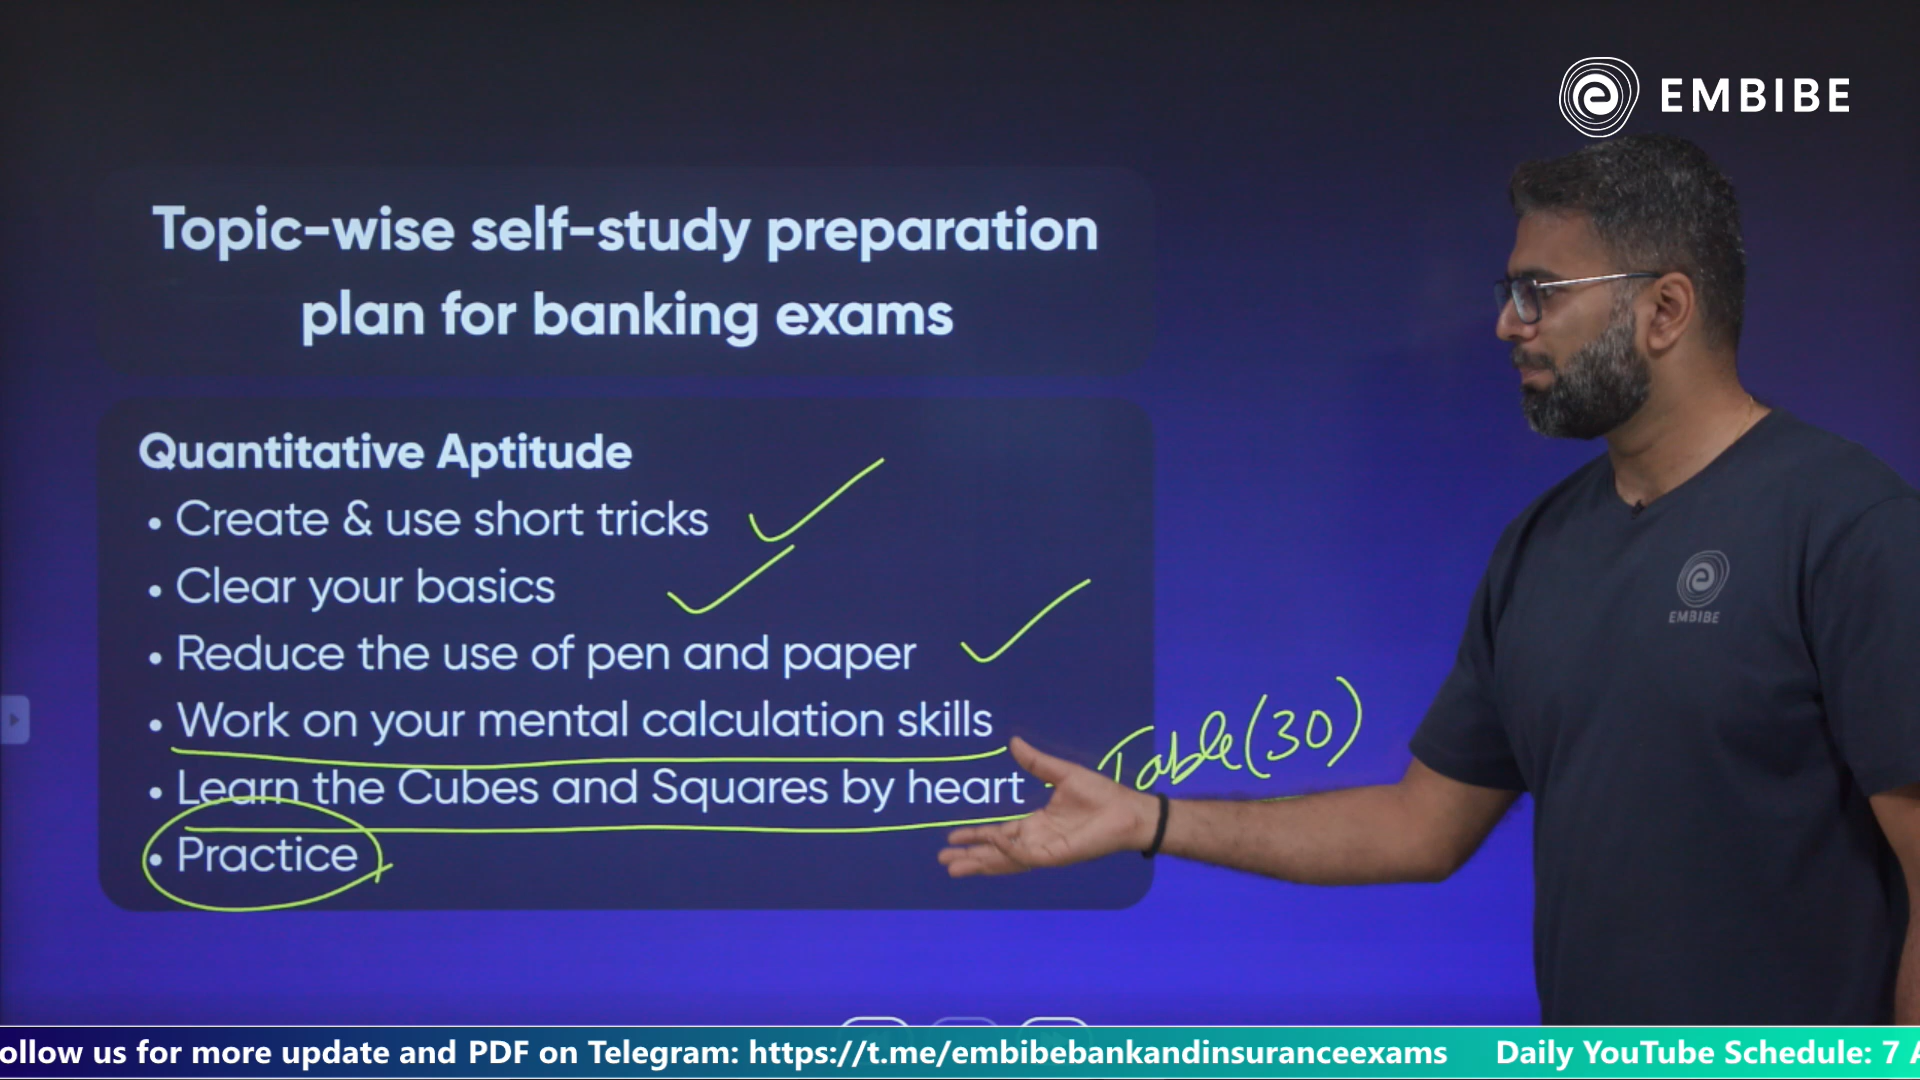 EMBIBE
Topic-wise self-study preparation
plan for banking exams
Quantitative Aptitude
• Create & use short tricks
• Clear your basics
• Reduce the use of pen and paper
• Work on your mental calculation skills
• Learn the Cubes and Squares by heart
Table (30)
• Practice
EMBIBE
ollow us for more update and PDF on Telegram: https://t.me/embibebankandinsuranceexams Daily YouTube Schedule: 7 A